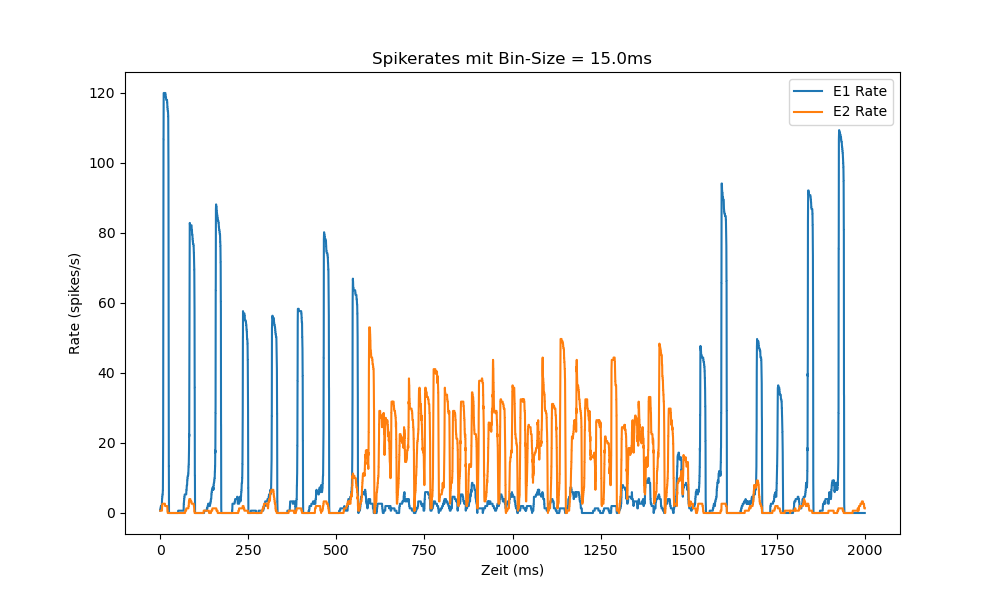 Spikerates mit Bin-Size = 15.0ms
E1 Rate
E2 Rate
120
100
80
60
40
20
0
Rate (spikes/s)
0 250 500 750 1000 1250 1500 1750 2000
Zeit (ms)